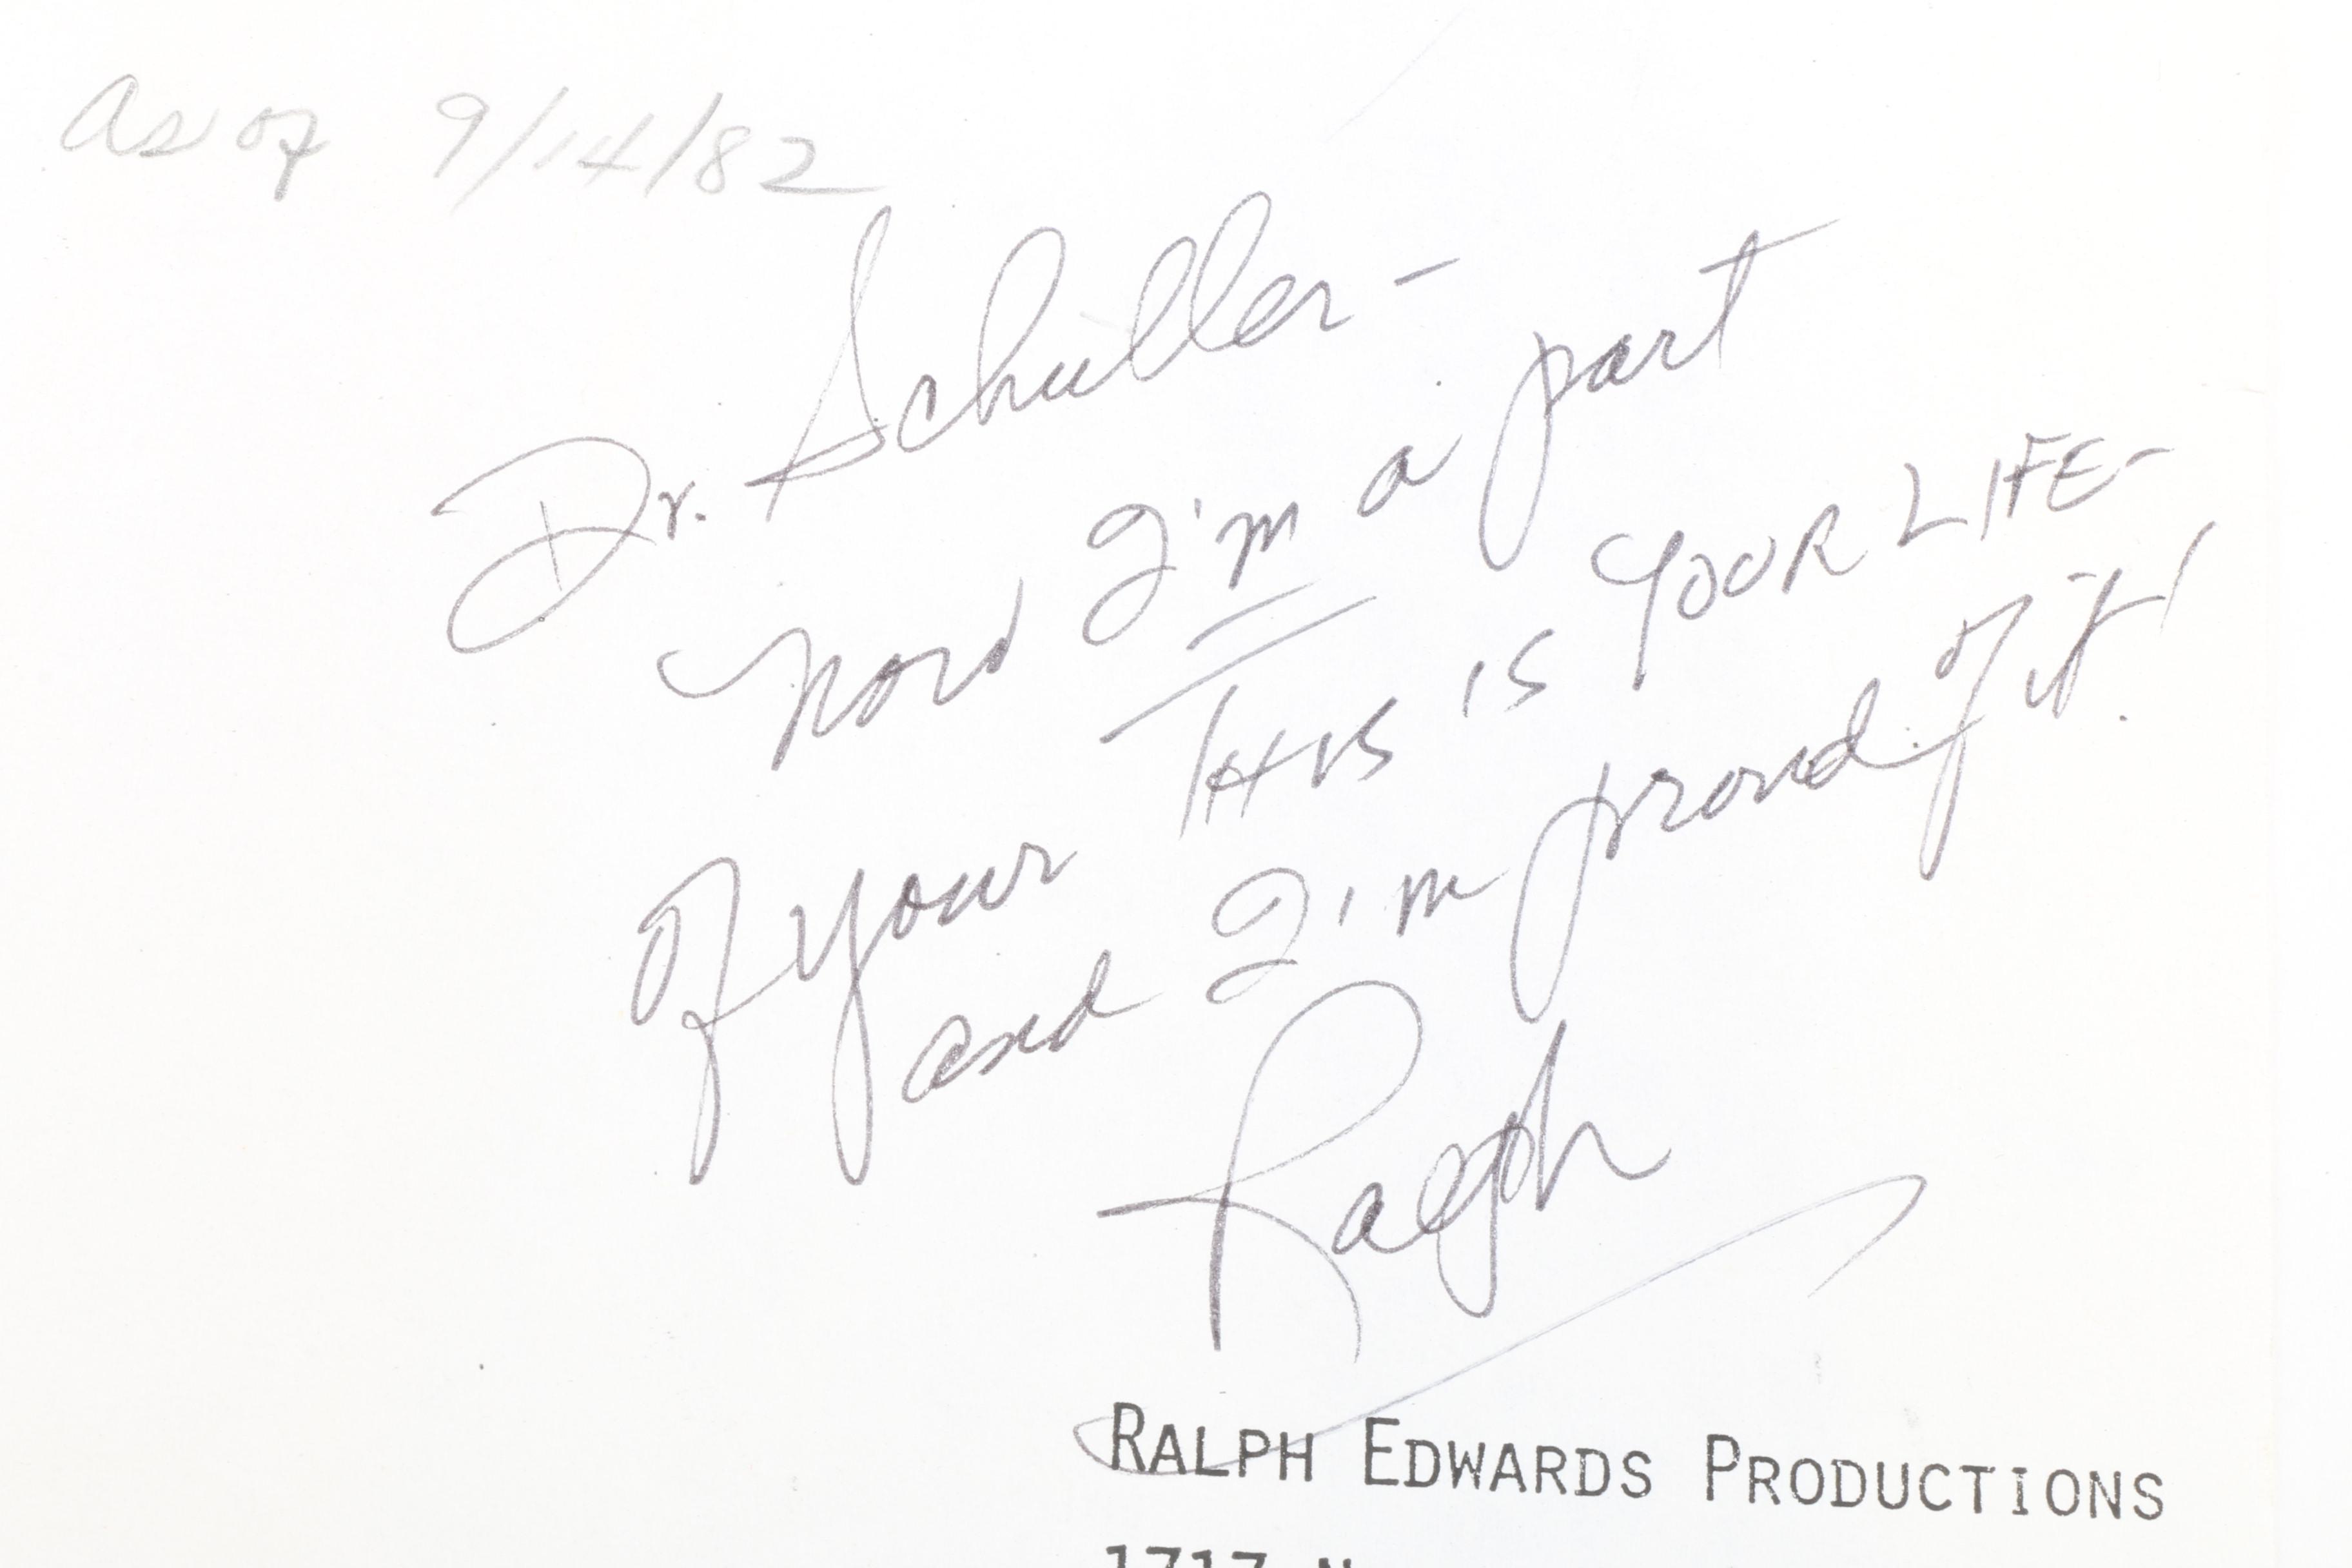 As of 9/14/82
Dr. Schuller -
now I'm a part
of your THIS IS YOUR LIFE -
and I'm proud of it!
Ralph
RALPH EDWARDS PRODUCTIONS
1717 N